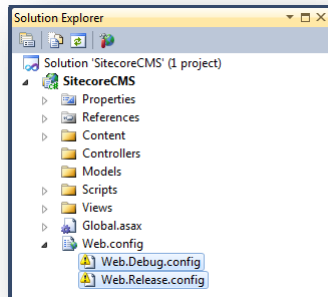 Solution Explorer
Solution 'SitecoreCMS' (1 project)
SitecoreCMS
Properties
References
Content
Controllers
Models
Scripts
Views
Global.asax
Web.config
Web.Debug.config
Web.Release.config